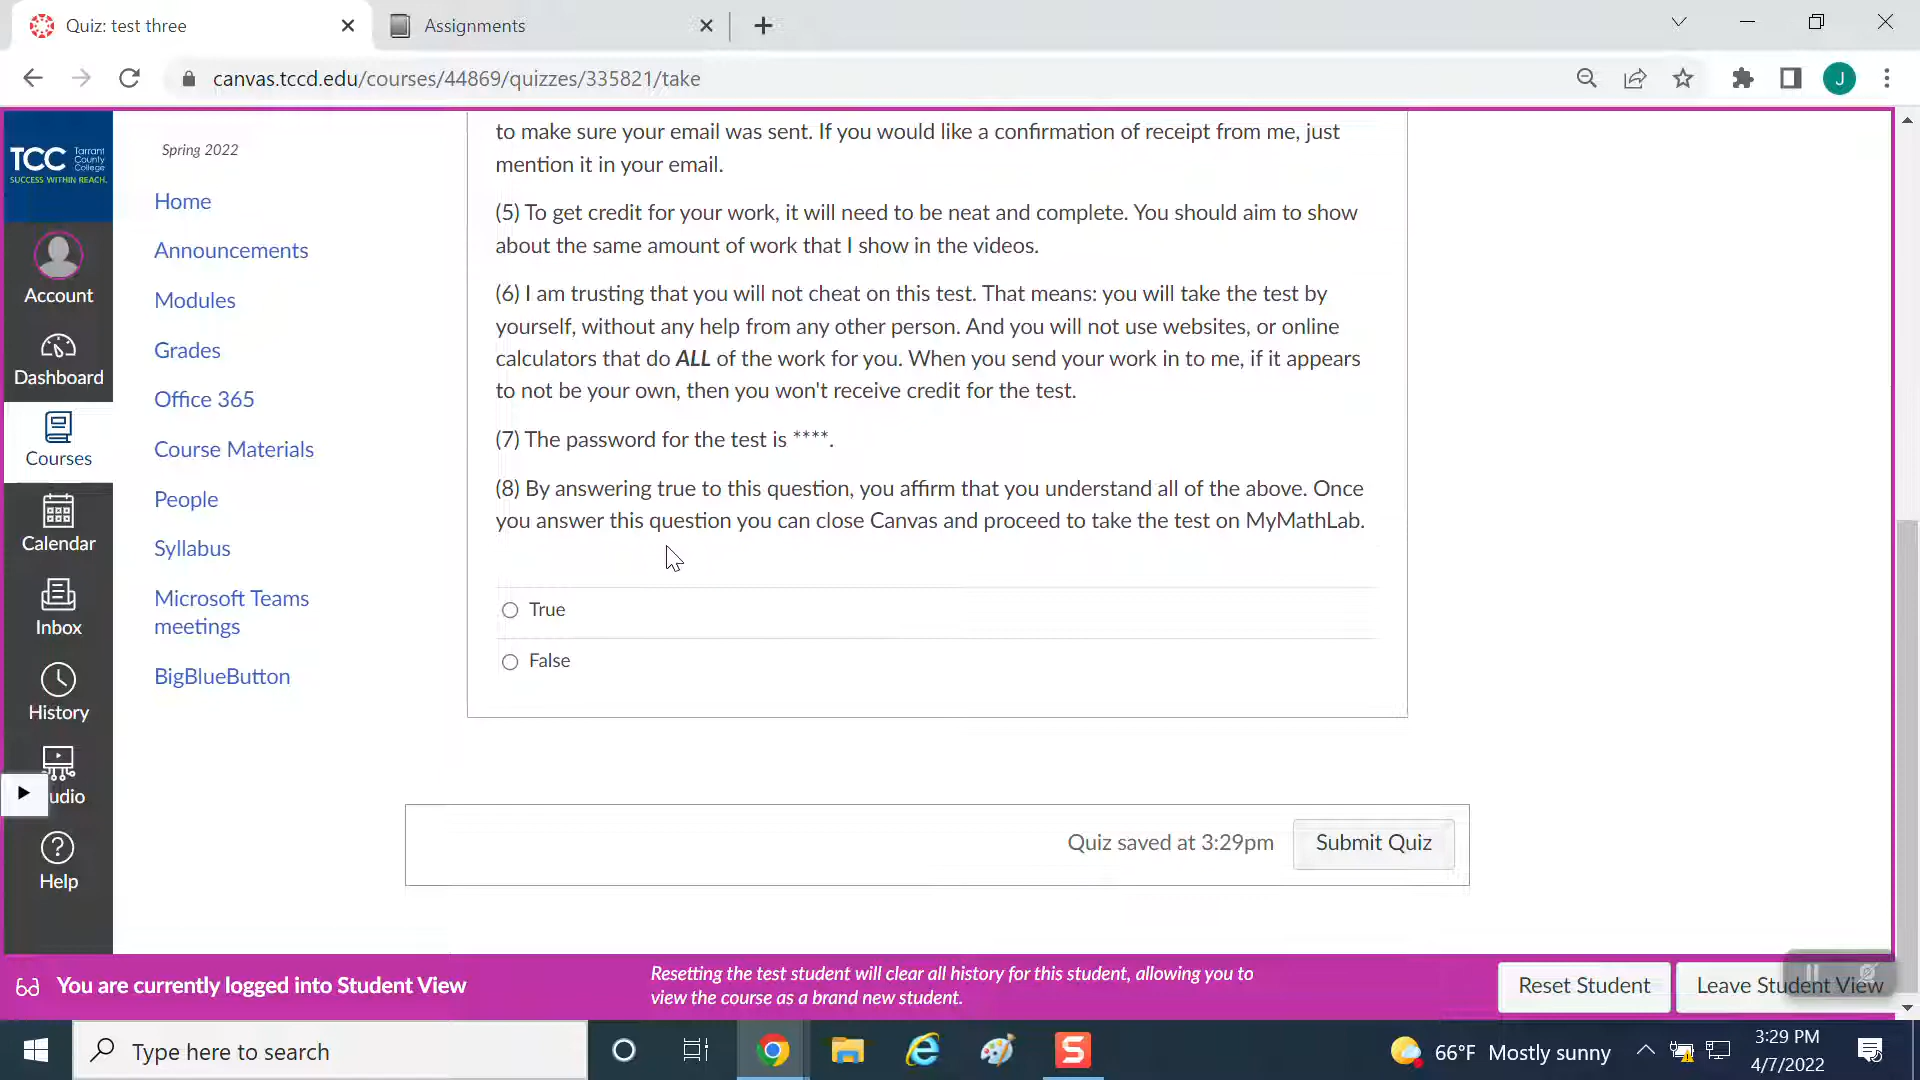 Quiz: test three
Assignments
canvas.tccd.edu/courses/44869/quizzes/335821/take
J
TCC Tarrant County College
SUCCESS WITHIN REACH.
Account
Dashboard
Courses
Calendar
Inbox
History
udio
Help
Spring 2022
Home
Announcements
Modules
Grades
Office 365
Course Materials
People
Syllabus
Microsoft Teams
meetings
BigBlueButton
to make sure your email was sent. If you would like a confirmation of receipt from me, just
mention it in your email.
(5) To get credit for your work, it will need to be neat and complete. You should aim to show
about the same amount of work that I show in the videos.
(6) I am trusting that you will not cheat on this test. That means: you will take the test by
yourself, without any help from any other person. And you will not use websites, or online
calculators that do ALL of the work for you. When you send your work in to me, if it appears
to not be your own, then you won't receive credit for the test.
(7) The password for the test is ****.
(8) By answering true to this question, you affirm that you understand all of the above. Once
you answer this question you can close Canvas and proceed to take the test on MyMathLab.
True
False
Quiz saved at 3:29pm
Submit Quiz
You are currently logged into Student View
Resetting the test student will clear all history for this student, allowing you to
view the course as a brand new student.
Reset Student
Leave Student View
Type here to search
S
66°F Mostly sunny
3:29 PM
4/7/2022